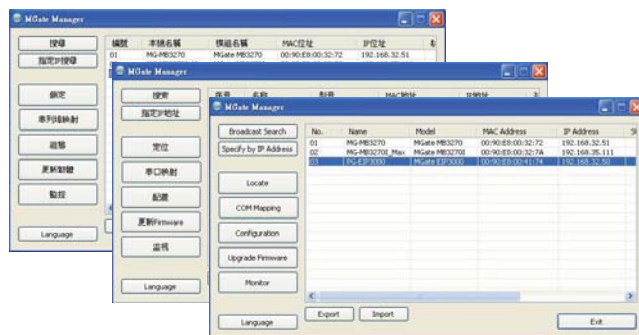 MGate Manager
搜尋
指定IP搜尋
鎖定
串列埠映射
組態
更新韌體
監控
Language
編號 本機名稱 模組名稱 MAC位址 IP位址
01 MG-MB3270 MGate MB3270 00:90:E8:00:32:72 192.168.32.51
MGate Manager
搜索
指定IP地址
定位
串口映射
配置
更新Firmware
监视
Language
MGate Manager
Broadcast Search
Specify by IP Address
Locate
COM Mapping
Configuration
Upgrade Firmware
Monitor
Language
No. Name Model MAC Address IP Address
01 MG-MB3270 MGate MB3270 00:90:E8:00:32:72 192.168.32.51
02 MG-MB3270I_Max MGate MB3270I 00:90:E8:00:32:7A 192.168.35.111
03 PG-EIP3000 MGate EIP3000 00:90:E8:00:41:74 192.168.32.50
Export Import
Exit